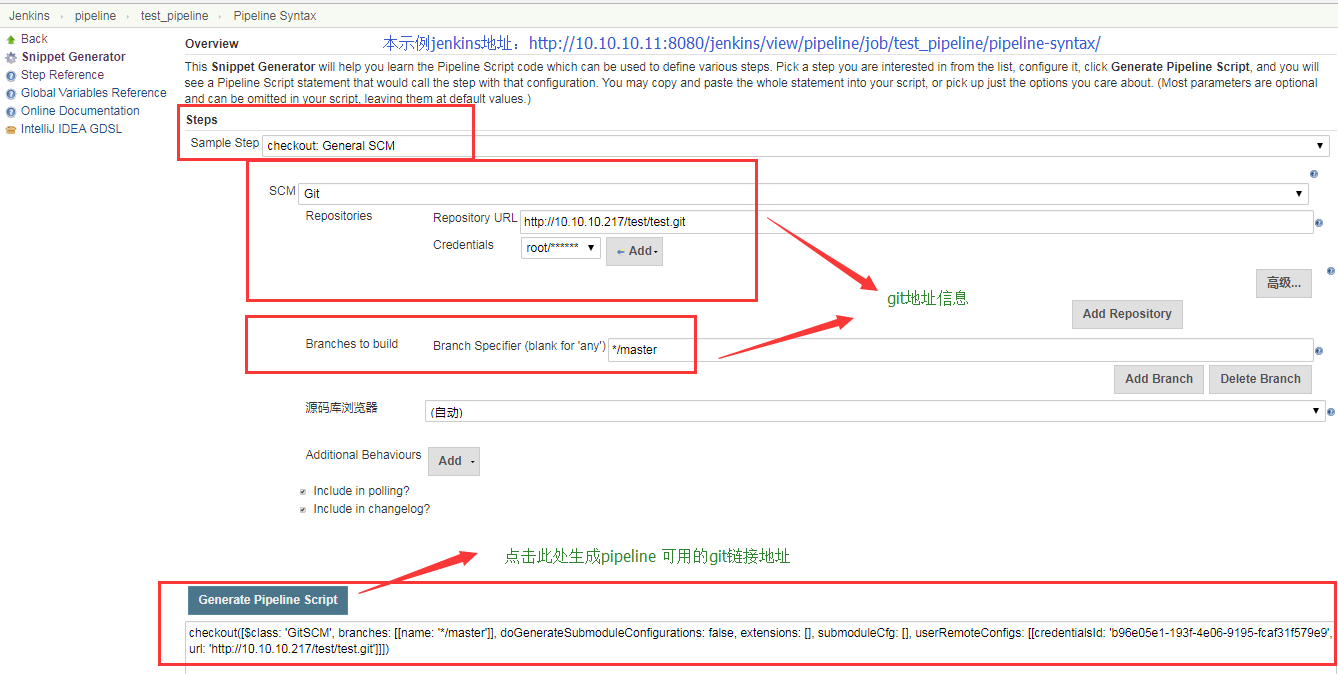 Jenkins › pipeline › test_pipeline › Pipeline Syntax
Back
Snippet Generator
Step Reference
Global Variables Reference
Online Documentation
IntelliJ IDEA GDSL
Overview
本示例jenkins地址：http://10.10.10.11:8080/jenkins/view/pipeline/job/test_pipeline/pipeline-syntax/
This Snippet Generator will help you learn the Pipeline Script code which can be used to define various steps. Pick a step you are interested in from the list, configure it, click Generate Pipeline Script, and you will
see a Pipeline Script statement that would call the step with that configuration. You may copy and paste the whole statement into your script, or pick up just the options you care about. (Most parameters are optional
and can be omitted in your script, leaving them at default values.)
Steps
Sample Step checkout: General SCM
SCM Git
Repositories Repository URL http://10.10.10.217/test/test.git
Credentials root/****** Add
高级...
git地址信息
Add Repository
Branches to build Branch Specifier (blank for 'any') */master
Add Branch Delete Branch
源码库浏览器 (自动)
Additional Behaviours Add
Include in polling?
Include in changelog?
点击此处生成pipeline 可用的git链接地址
Generate Pipeline Script
checkout([$class: 'GitSCM', branches: [[name: '*/master']], doGenerateSubmoduleConfigurations: false, extensions: [], submoduleCfg: [], userRemoteConfigs: [[credentialsId: 'b96e05e1-193f-4e06-9195-fcaf31f579e9',
url: 'http://10.10.10.217/test/test.git']]])